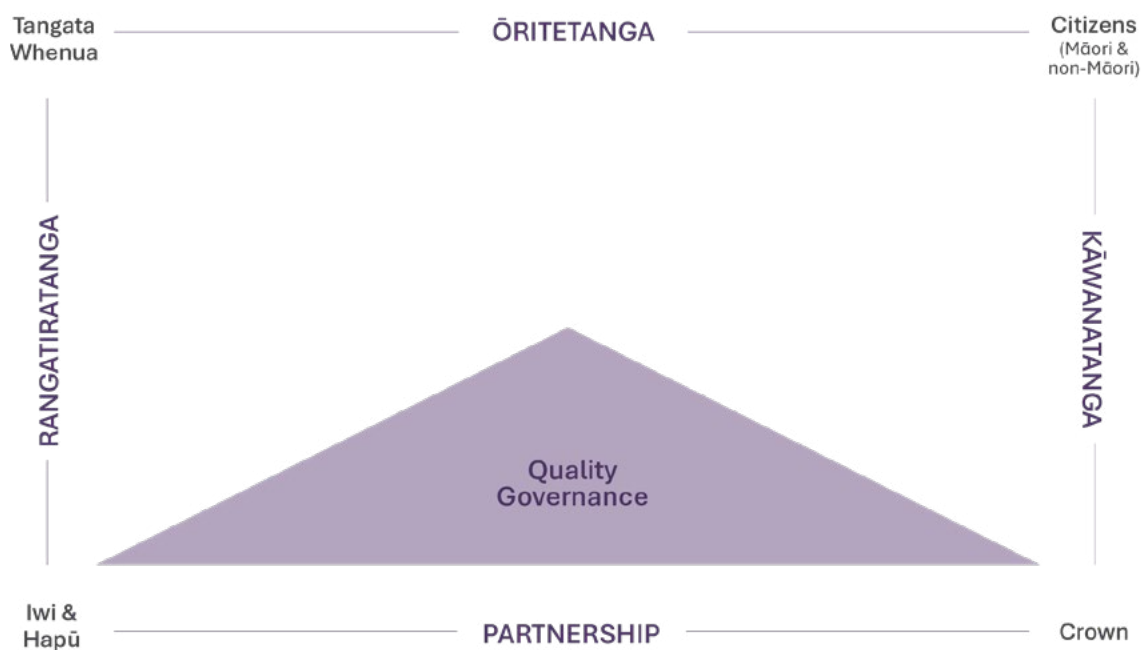 Tangata
Whenua
ŌRITETANGA
Citizens
(Māori &
non-Māori)
RANGATIRATANGA
KĀWANATANGA
Quality
Governance
Iwi &
Hapū
PARTNERSHIP
Crown